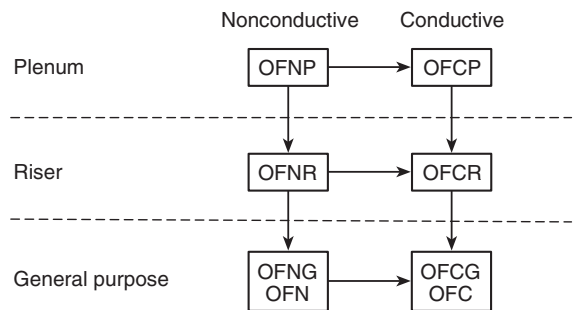 Nonconductive Conductive
Plenum OFNP OFCP
Riser OFNR OFCR
General purpose OFNG OFCG
OFN OFC